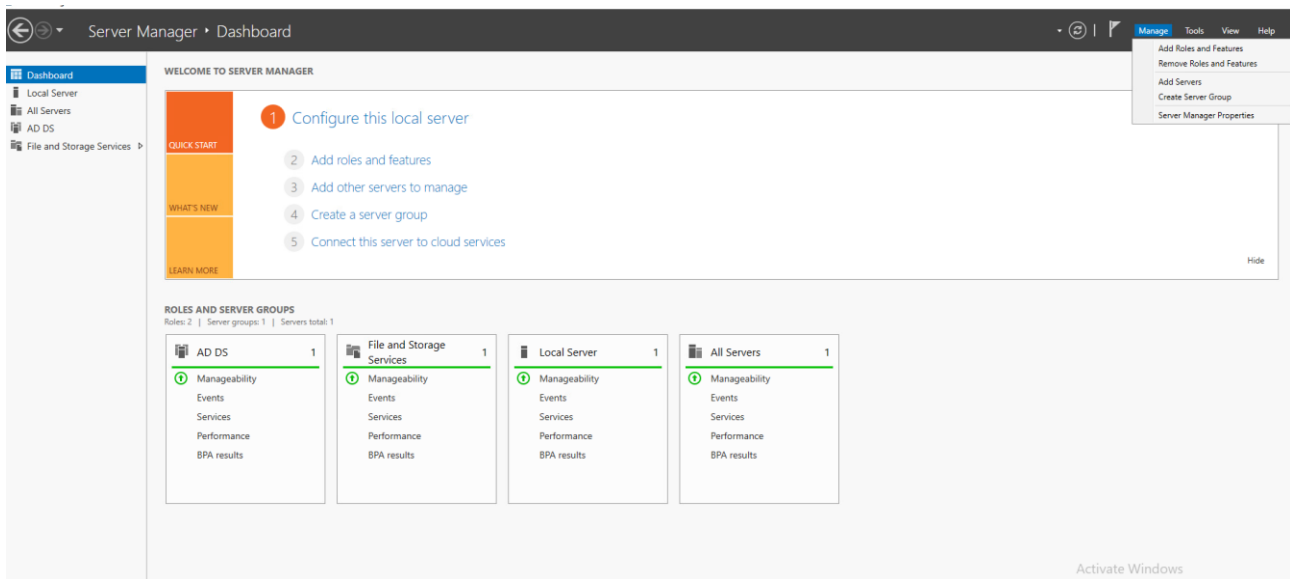 Server Manager ‣ Dashboard
Manage Tools View Help
Add Roles and Features
Remove Roles and Features
Add Servers
Create Server Group
Server Manager Properties
Dashboard
Local Server
All Servers
AD DS
File and Storage Services
WELCOME TO SERVER MANAGER
QUICK START
WHAT'S NEW
LEARN MORE
1 Configure this local server
2 Add roles and features
3 Add other servers to manage
4 Create a server group
5 Connect this server to cloud services
Hide
ROLES AND SERVER GROUPS
Roles: 2 | Server groups: 1 | Servers total: 1
AD DS 1
Manageability
Events
Services
Performance
BPA results
File and Storage
Services 1
Manageability
Events
Services
Performance
BPA results
Local Server 1
Manageability
Events
Services
Performance
BPA results
All Servers 1
Manageability
Events
Services
Performance
BPA results
Activate Windows